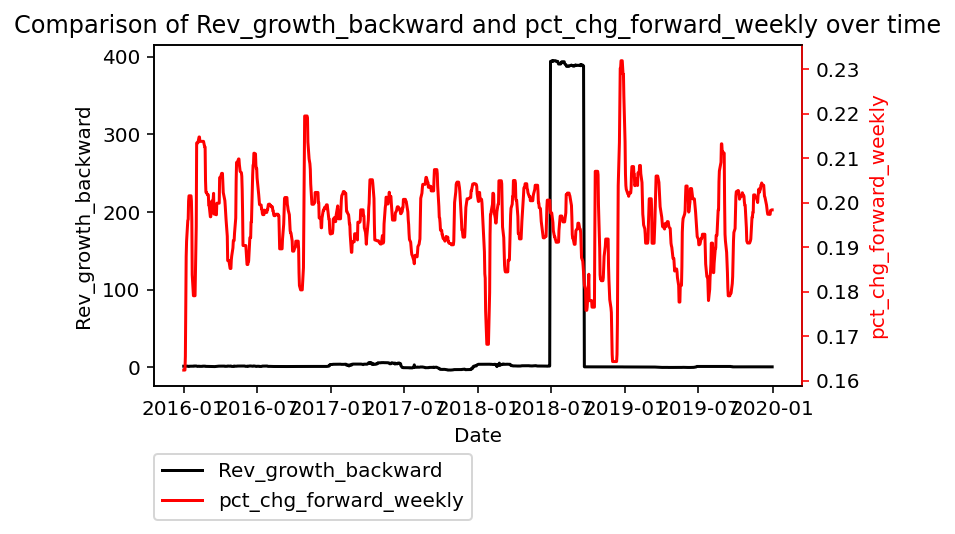 Comparison of Rev_growth_backward and pct_chg_forward_weekly over time
400
300
200
100
0
Rev_growth_backward
0.23
0.22
0.21
0.20
0.19
0.18
0.17
0.16
pct_chg_forward_weekly
2016-01 2016-07 2017-01 2017-07 2018-01 2018-07 2019-01 2019-07 2020-01
Date
Rev_growth_backward
pct_chg_forward_weekly